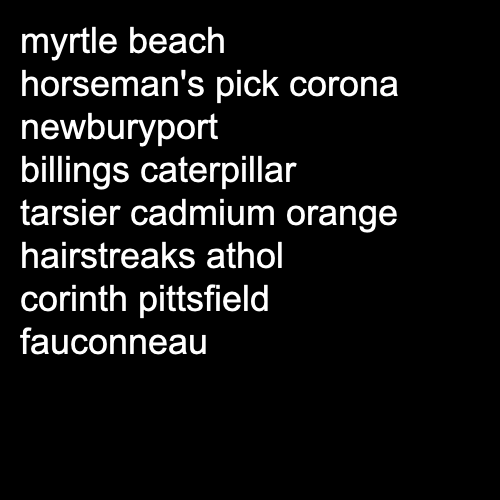 myrtle beach
horseman's pick corona
newburyport
billings caterpillar
tarsier cadmium orange
hairstreaks athol
corinth pittsfield
fauconneau